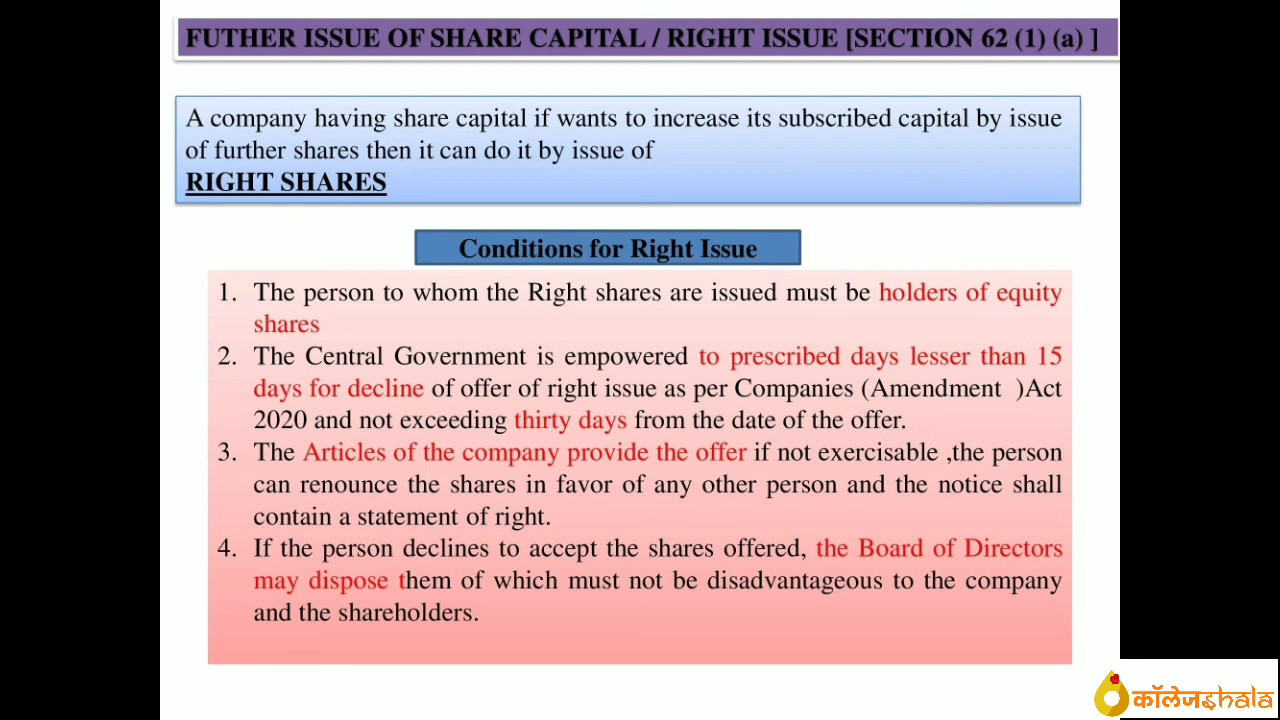 FUTHER ISSUE OF SHARE CAPITAL / RIGHT ISSUE [SECTION 62 (1) (a) ]
A company having share capital if wants to increase its subscribed capital by issue
of further shares then it can do it by issue of
RIGHT SHARES
Conditions for Right Issue
1. The person to whom the Right shares are issued must be holders of equity
shares
2. The Central Government is empowered to prescribed days lesser than 15
days for decline of offer of right issue as per Companies (Amendment )Act
2020 and not exceeding thirty days from the date of the offer.
3. The Articles of the company provide the offer if not exercisable ,the person
can renounce the shares in favor of any other person and the notice shall
contain a statement of right.
4. If the person declines to accept the shares offered, the Board of Directors
may dispose them of which must not be disadvantageous to the company
and the shareholders.
कॉलेजshala